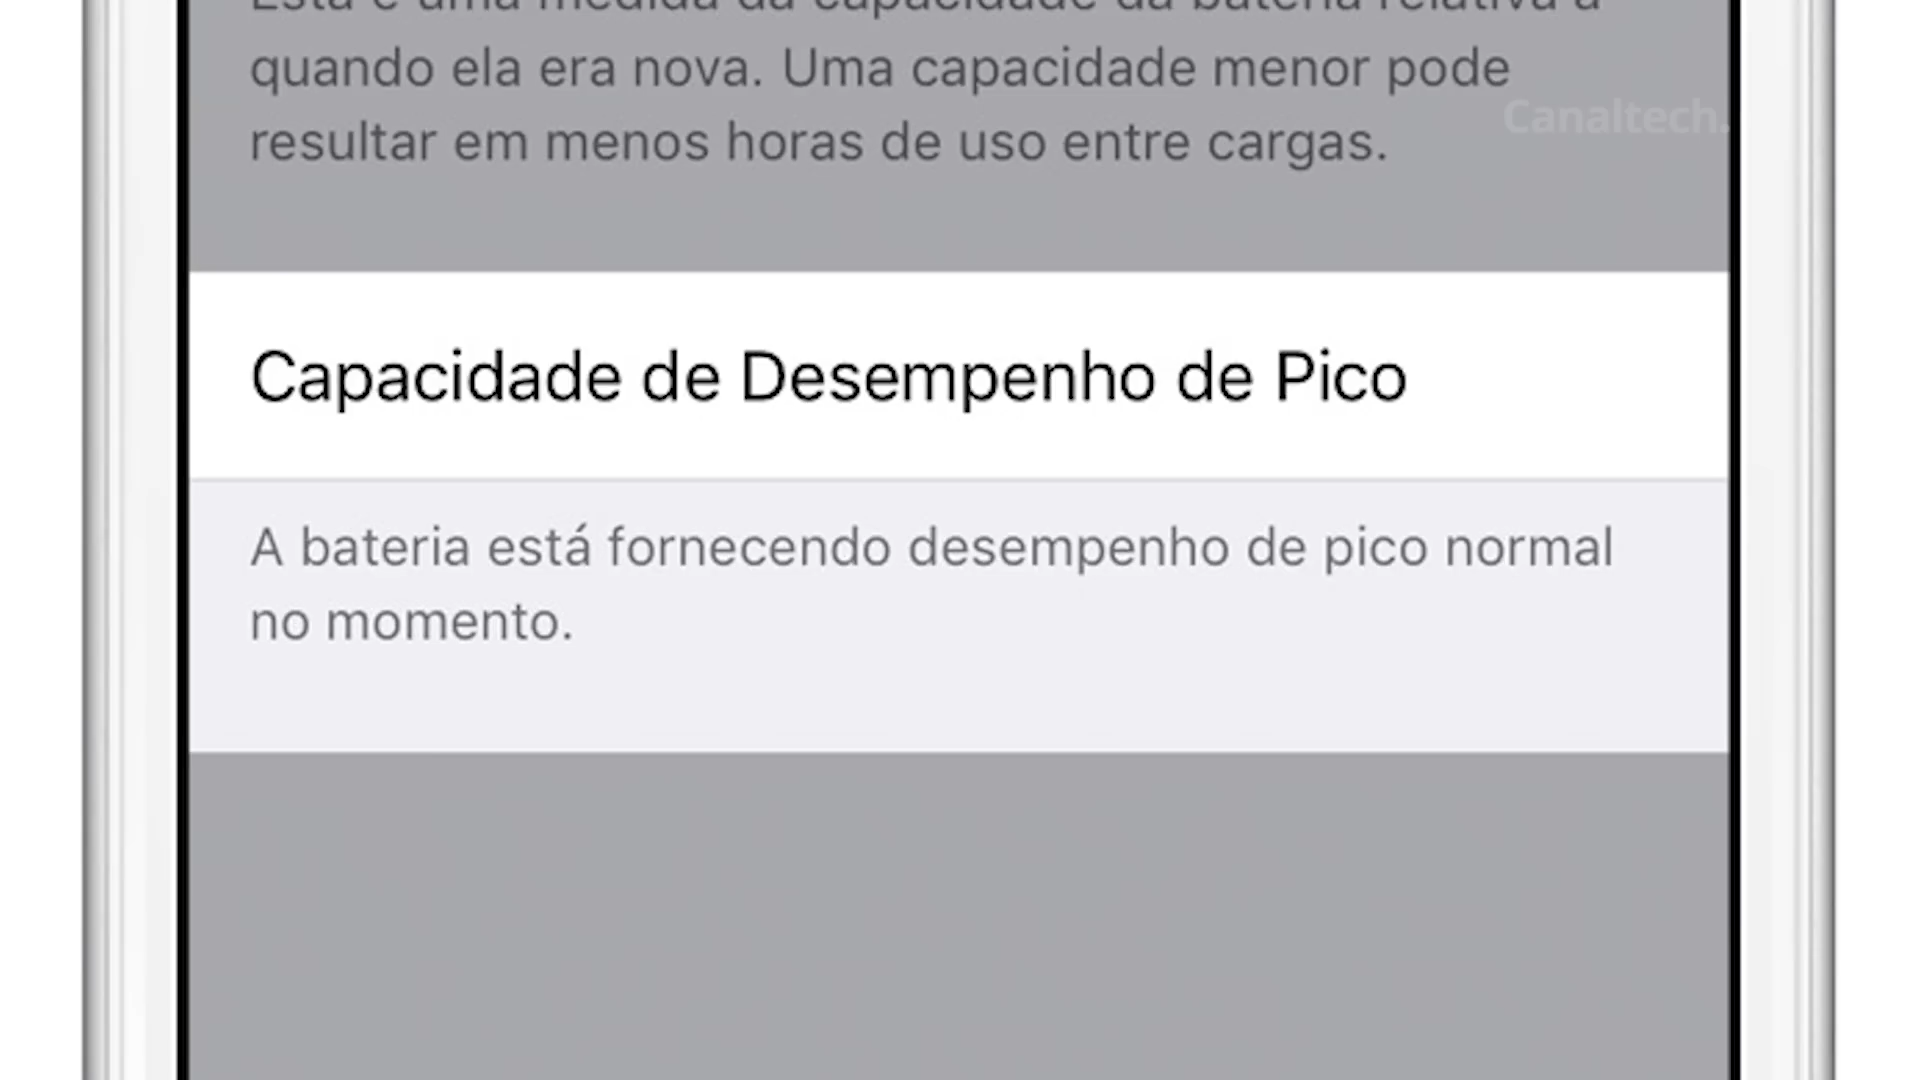 Esta é uma medida da capacidade da bateria relativa a
quando ela era nova. Uma capacidade menor pode
resultar em menos horas de uso entre cargas.
Canaltech.
Capacidade de Desempenho de Pico
A bateria está fornecendo desempenho de pico normal
no momento.